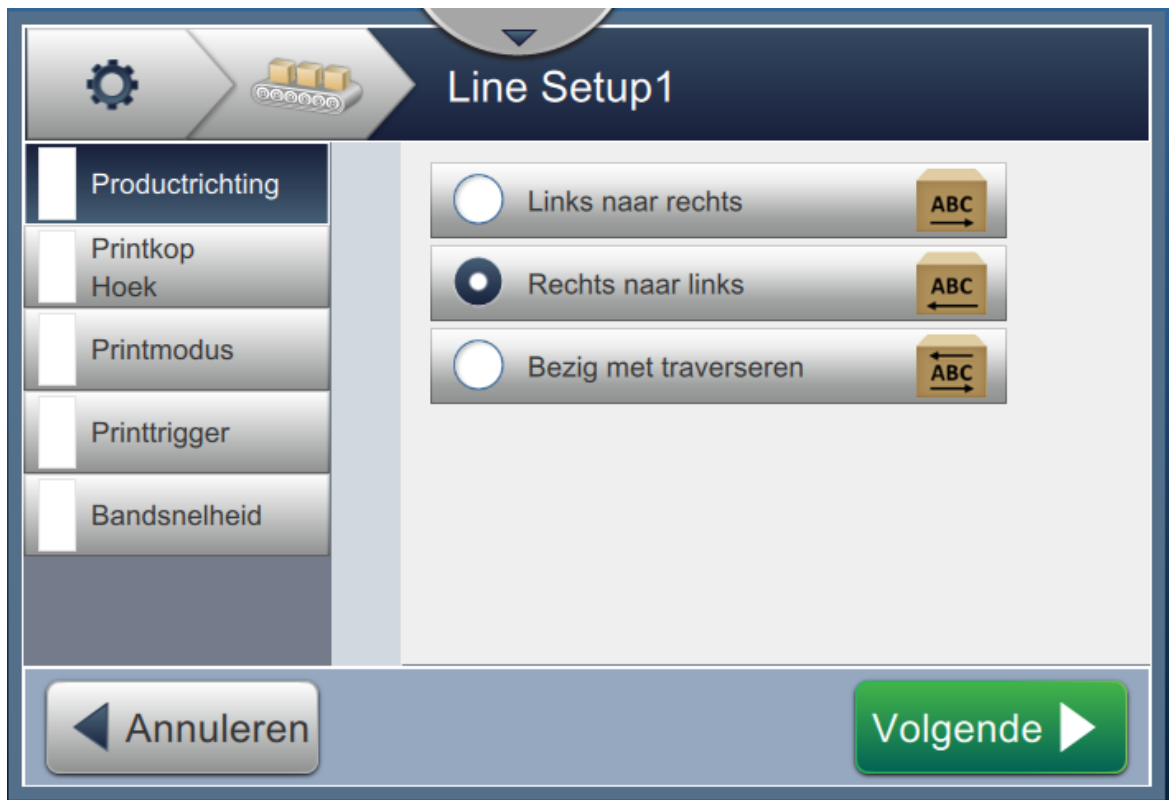 Line Setup1
Productrichting
Printkop
Hoek
Printmodus
Printtrigger
Bandsnelheid
Links naar rechts
ABC
Rechts naar links
ABC
Bezig met traverseren
ABC
Annuleren
Volgende